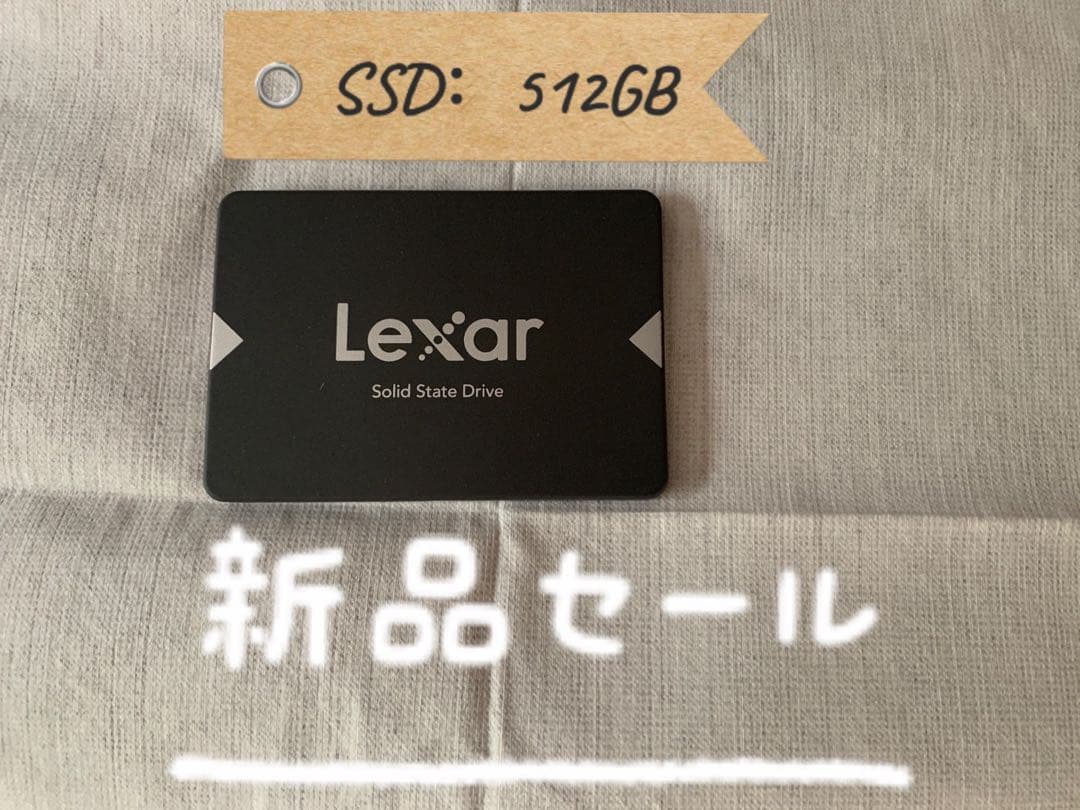 SSD: 512GB
Lexar
Solid State Drive
新品セール